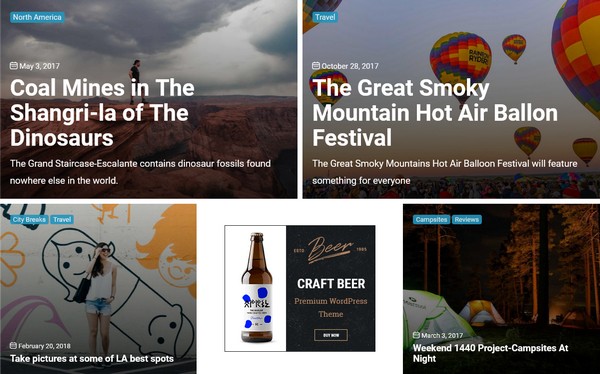 North America
May 3, 2017
Coal Mines in The
Shangri-la of The
Dinosaurs
The Grand Staircase-Escalante contains dinosaur fossils found
nowhere else in the world.
Travel
RAINBOW
RYDERS
October 28, 2017
The Great Smoky
Mountain Hot Air Ballon
Festival
The Great Smoky Mountains Hot Air Balloon Festival will feature
something for everyone
City Breaks Travel
February 20, 2018
Take pictures at some of LA best spots
ESTD Beer 1985
CRAFT BEER
Premium WordPress
Theme
BUY NOW
Campsites Reviews
March 3, 2017
Weekend 1440 Project-Campsites At
Night